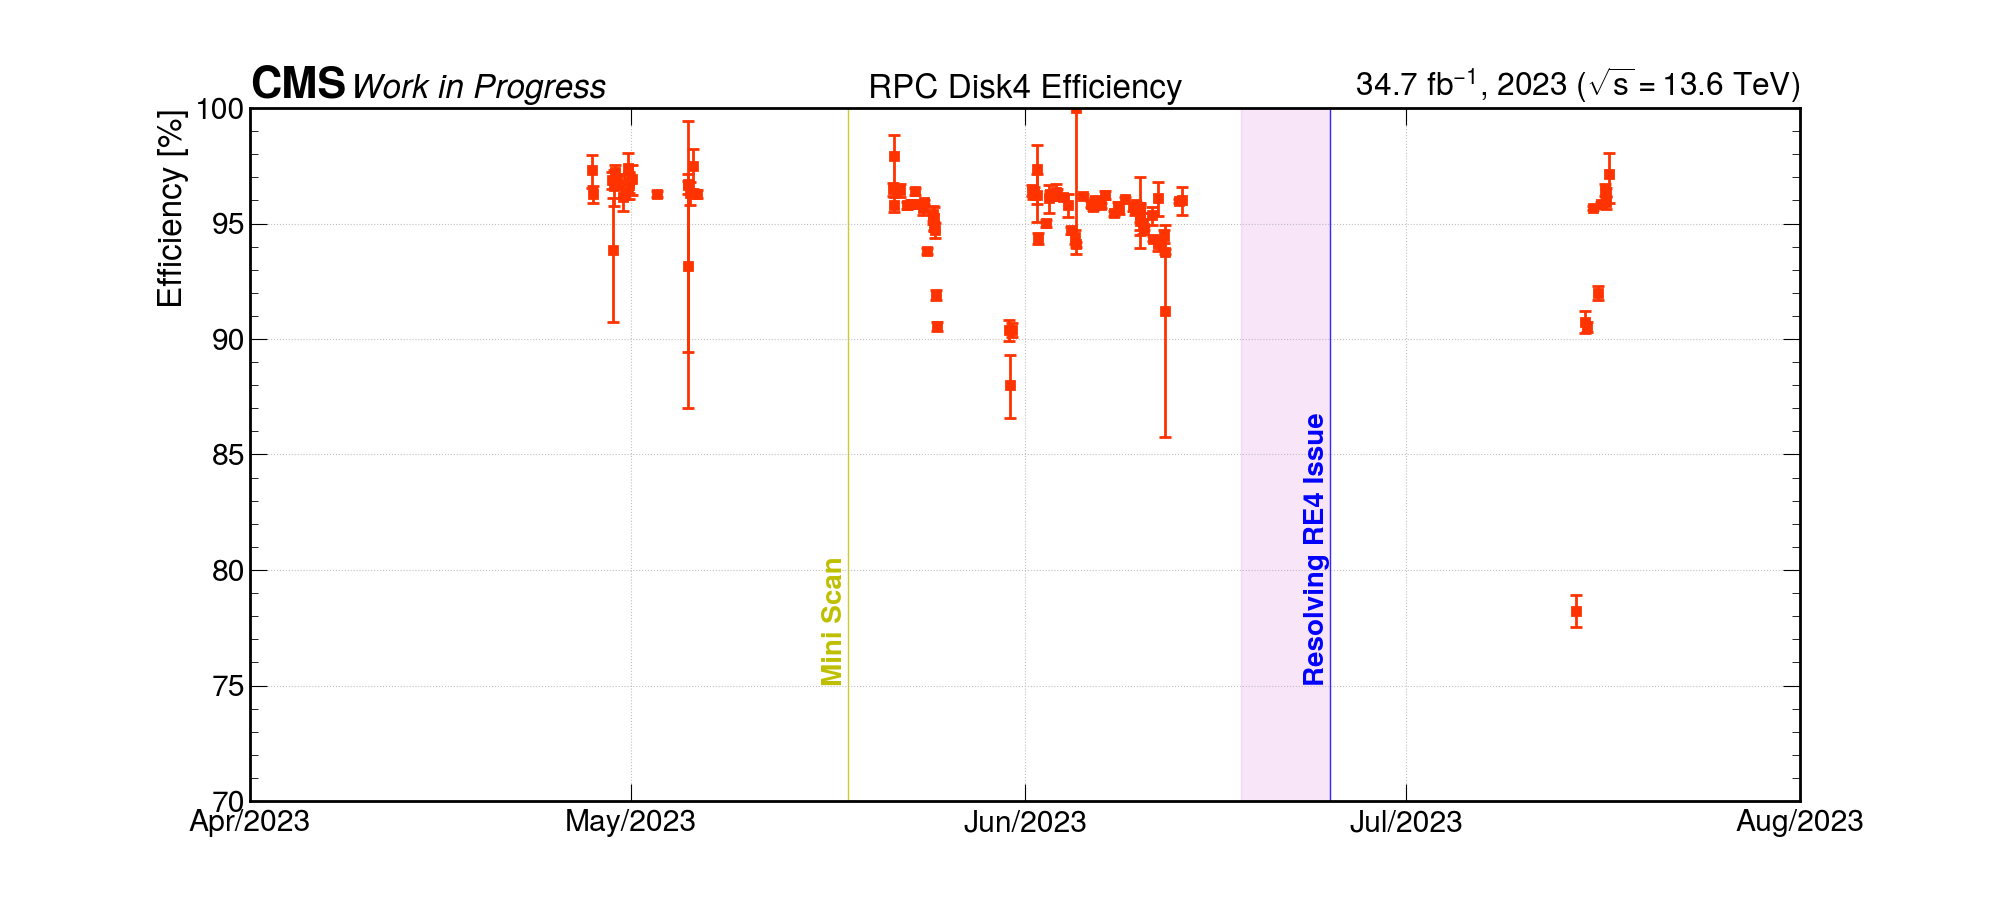 CMS Work in Progress
RPC Disk4 Efficiency
34.7 fb⁻¹, 2023 (√s = 13.6 TeV)
Efficiency [%]
100
95
90
85
80
75
70
Mini Scan
Resolving RE4 Issue
Apr/2023
May/2023
Jun/2023
Jul/2023
Aug/2023